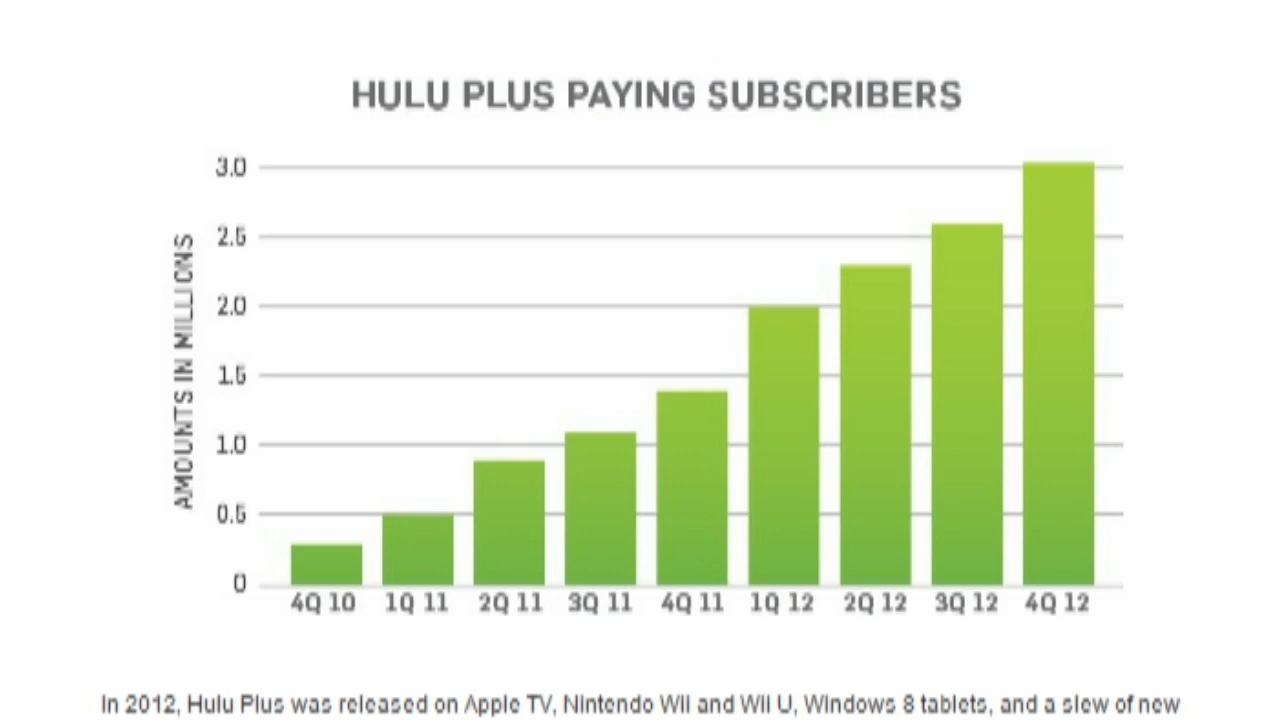 HULU PLUS PAYING SUBSCRIBERS
AMOUNTS IN MILLIONS
3.0
2.5
2.0
1.5
1.0
0.5
0
4Q 10 1Q 11 2Q 11 3Q 11 4Q 11 1Q 12 2Q 12 3Q 12 4Q 12
In 2012, Hulu Plus was released on Apple TV, Nintendo Wii and Wii U, Windows 8 tablets, and a slew of new